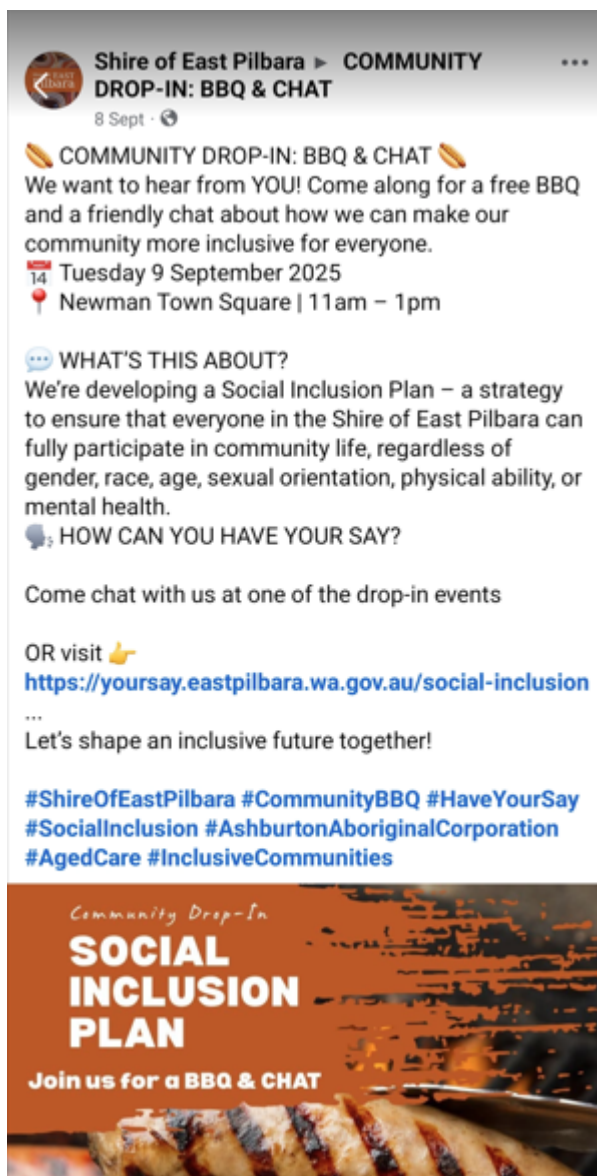 Shire of East Pilbara ▸ COMMUNITY
DROP-IN: BBQ & CHAT
8 Sept ·
🌭 COMMUNITY DROP-IN: BBQ & CHAT 🌭
We want to hear from YOU! Come along for a free BBQ
and a friendly chat about how we can make our
community more inclusive for everyone.
📅 Tuesday 9 September 2025
📍 Newman Town Square | 11am – 1pm
💬 WHAT'S THIS ABOUT?
We're developing a Social Inclusion Plan – a strategy
to ensure that everyone in the Shire of East Pilbara can
fully participate in community life, regardless of
gender, race, age, sexual orientation, physical ability, or
mental health.
🗣️ HOW CAN YOU HAVE YOUR SAY?
Come chat with us at one of the drop-in events
OR visit 👉
https://yoursay.eastpilbara.wa.gov.au/social-inclusion
...
Let's shape an inclusive future together!
#ShireOfEastPilbara #CommunityBBQ #HaveYourSay
#SocialInclusion #AshburtonAboriginalCorporation
#AgedCare #InclusiveCommunities
Community Drop-In
SOCIAL
INCLUSION
PLAN
Join us for a BBQ & CHAT